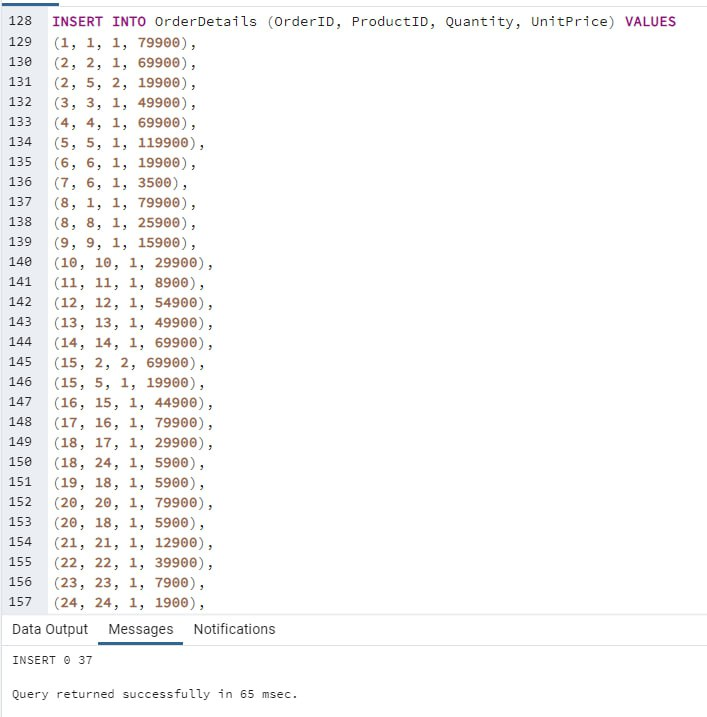 128 INSERT INTO OrderDetails (OrderID, ProductID, Quantity, UnitPrice) VALUES
129 (1, 1, 1, 79900),
130 (2, 2, 1, 69900),
131 (2, 5, 2, 19900),
132 (3, 3, 1, 49900),
133 (4, 4, 1, 69900),
134 (5, 5, 1, 119900),
135 (6, 6, 1, 19900),
136 (7, 6, 1, 3500),
137 (8, 1, 1, 79900),
138 (8, 8, 1, 25900),
139 (9, 9, 1, 15900),
140 (10, 10, 1, 29900),
141 (11, 11, 1, 8900),
142 (12, 12, 1, 54900),
143 (13, 13, 1, 49900),
144 (14, 14, 1, 69900),
145 (15, 2, 2, 69900),
146 (15, 5, 1, 19900),
147 (16, 15, 1, 44900),
148 (17, 16, 1, 79900),
149 (18, 17, 1, 29900),
150 (18, 24, 1, 5900),
151 (19, 18, 1, 5900),
152 (20, 20, 1, 79900),
153 (20, 18, 1, 5900),
154 (21, 21, 1, 12900),
155 (22, 22, 1, 39900),
156 (23, 23, 1, 7900),
157 (24, 24, 1, 1900),
Data Output Messages Notifications
INSERT 0 37
Query returned successfully in 65 msec.